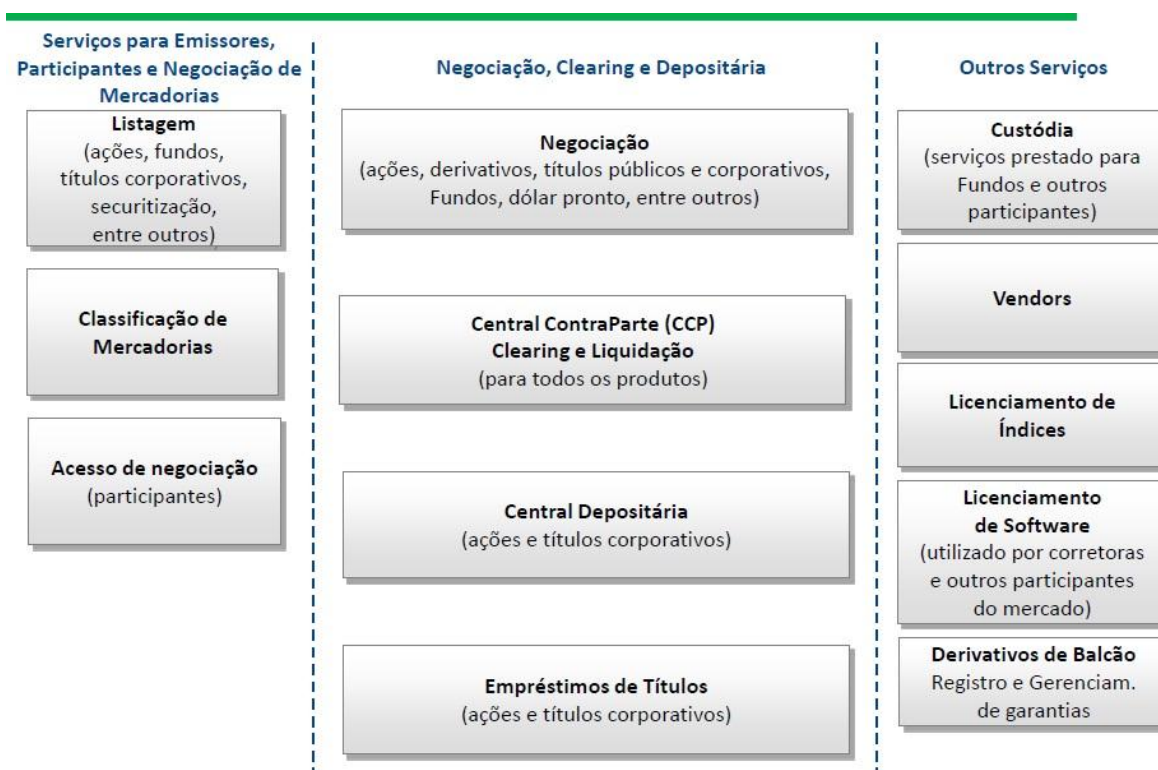 Serviços para Emissores,
Participantes e Negociação de
Mercadorias
Listagem
(ações, fundos,
títulos corporativos,
securitização,
entre outros)
Classificação de
Mercadorias
Acesso de negociação
(participantes)
Negociação, Clearing e Depositária
Negociação
(ações, derivativos, títulos públicos e corporativos,
Fundos, dólar pronto, entre outros)
Central ContraParte (CCP)
Clearing e Liquidação
(para todos os produtos)
Central Depositária
(ações e títulos corporativos)
Empréstimos de Títulos
(ações e títulos corporativos)
Outros Serviços
Custódia
(serviços prestado para
Fundos e outros
participantes)
Vendors
Licenciamento de
Índices
Licenciamento
de Software
(utilizado por corretoras
e outros participantes
do mercado)
Derivativos de Balcão
Registro e Gerenciam.
de garantias